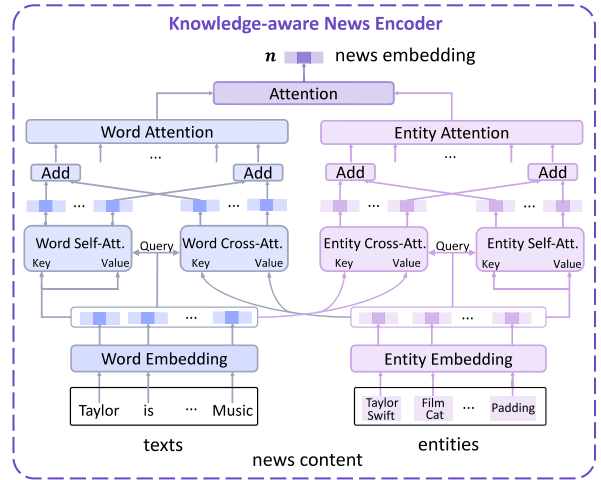 Knowledge-aware News Encoder
n news embedding
Attention
Word Attention
Entity Attention
...
...
Add
Add
Add
Add
...
...
...
...
Word Self-Att.
Key Value
Query
Word Cross-Att.
Key Value
Entity Cross-Att.
Key Value
Query
Entity Self-Att.
Key Value
...
...
Word Embedding
Entity Embedding
Taylor is ... Music
Taylor Swift
Film Cat
...
Padding
texts
entities
news content